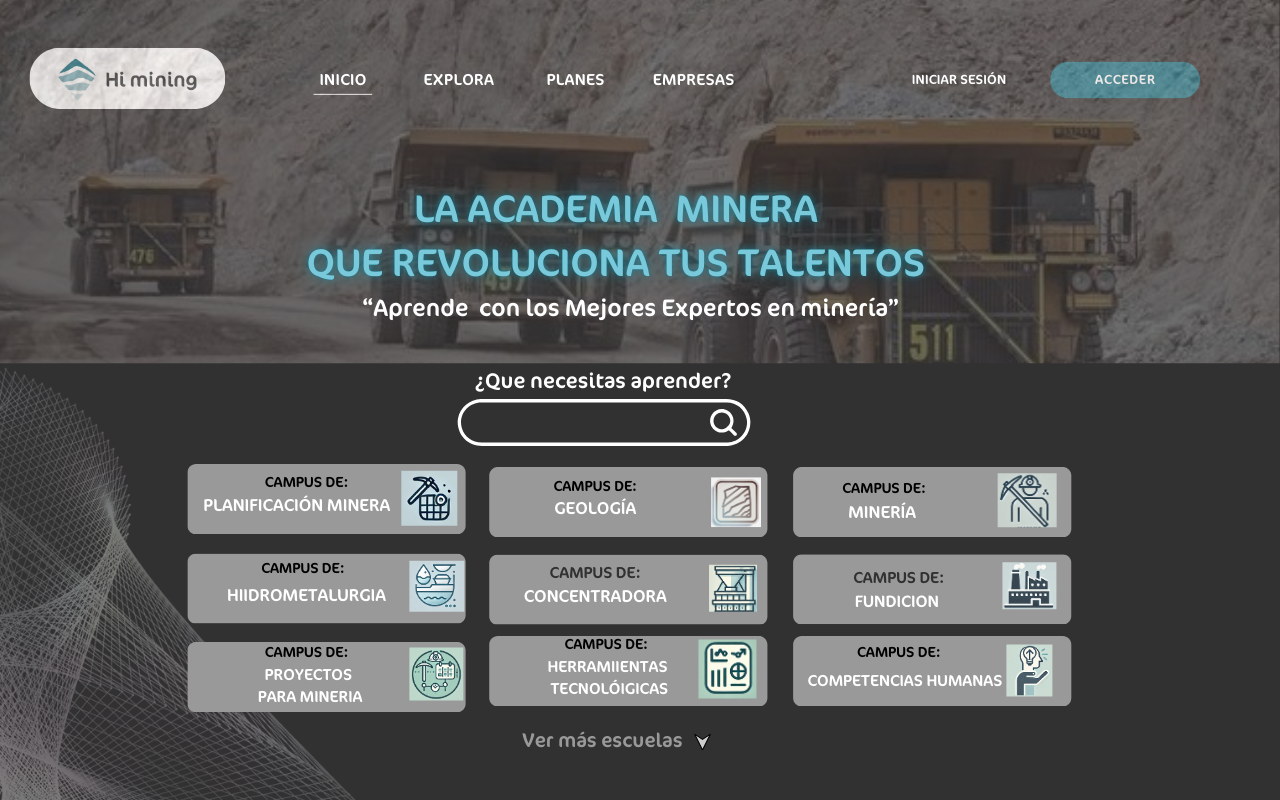 Hi mining
INICIO
EXPLORA
PLANES
EMPRESAS
INICIAR SESIÓN
ACCEDER
476
457
511
LA ACADEMIA MINERA
QUE REVOLUCIONA TUS TALENTOS
“Aprende con los Mejores Expertos en minería”
¿Que necesitas aprender?
CAMPUS DE:
PLANIFICACIÓN MINERA
CAMPUS DE:
GEOLOGÍA
CAMPUS DE:
MINERÍA
CAMPUS DE:
HIIDROMETALURGIA
CAMPUS DE:
CONCENTRADORA
CAMPUS DE:
FUNDICION
CAMPUS DE:
PROYECTOS
PARA MINERIA
CAMPUS DE:
HERRAMIIENTAS
TECNOLÓIGICAS
CAMPUS DE:
COMPETENCIAS HUMANAS
Ver más escuelas